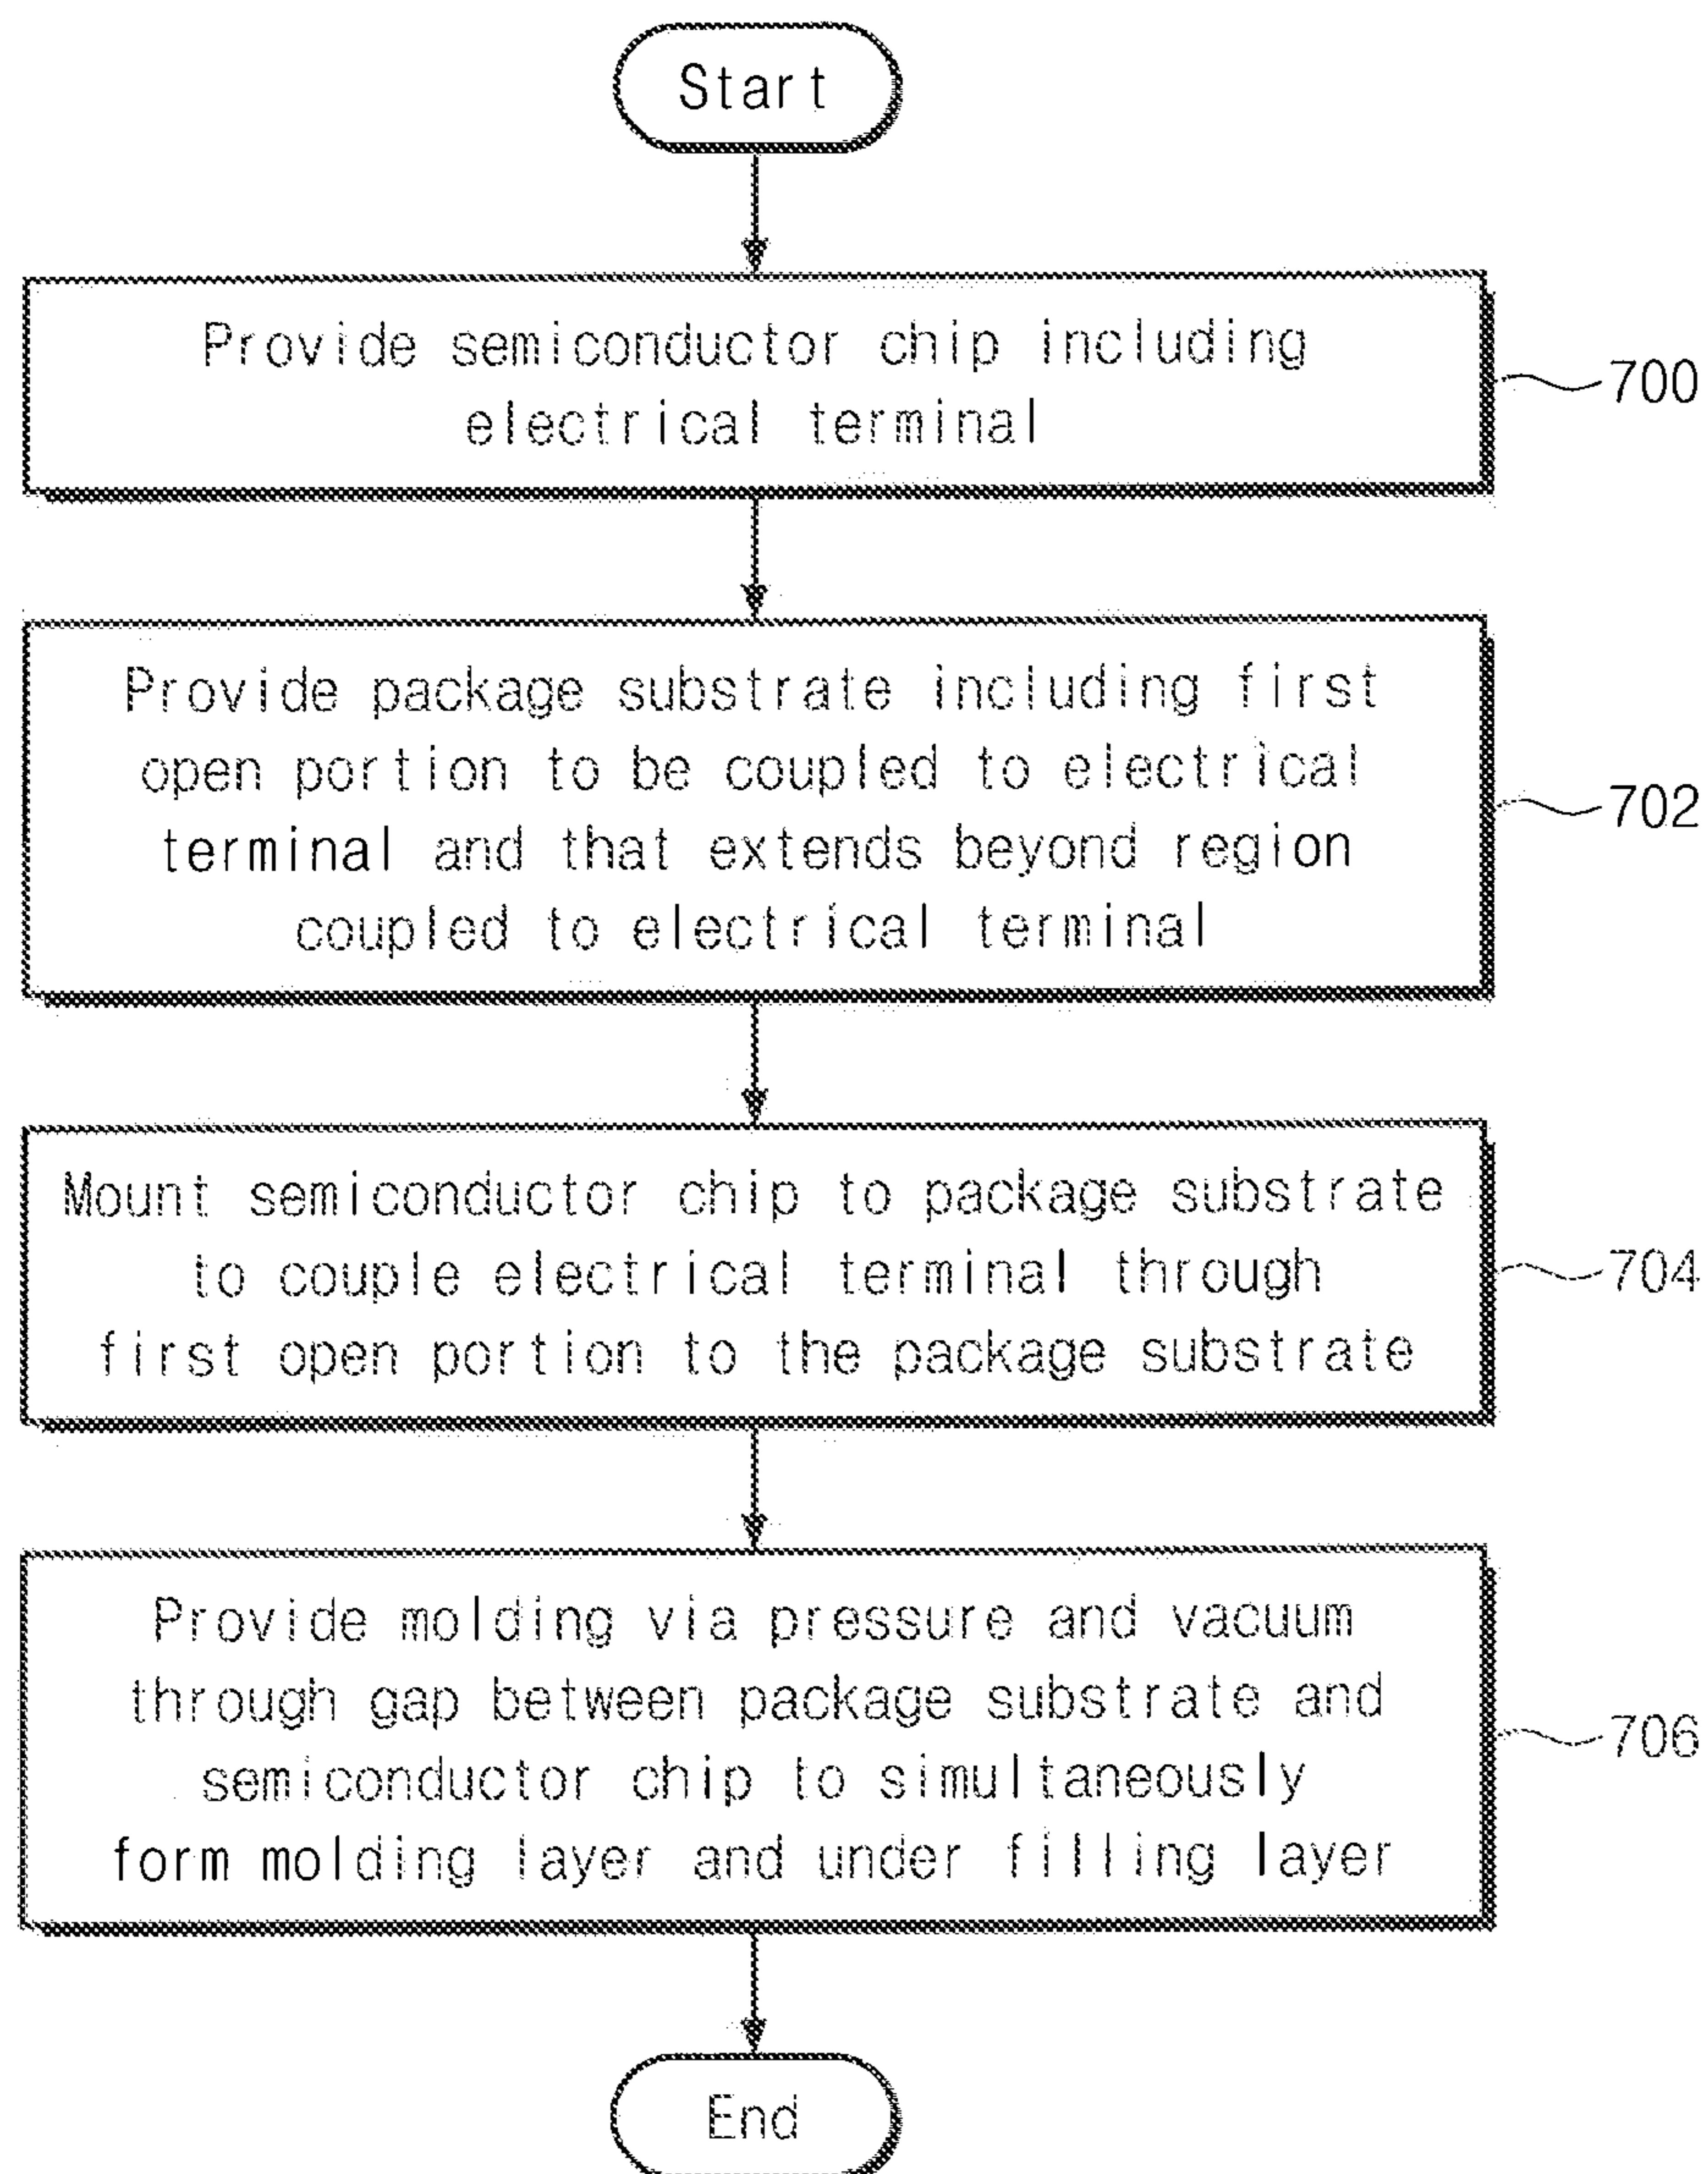 Start
Provide semiconductor chip including
electrical terminal
700
Provide package substrate including first
open portion to be coupled to electrical
terminal and that extends beyond region
coupled to electrical terminal
702
Mount semiconductor chip to package substrate
to couple electrical terminal through
first open portion to the package substrate
704
Provide molding via pressure and vacuum
through gap between package substrate and
semiconductor chip to simultaneously
form molding layer and under filling layer
706
End